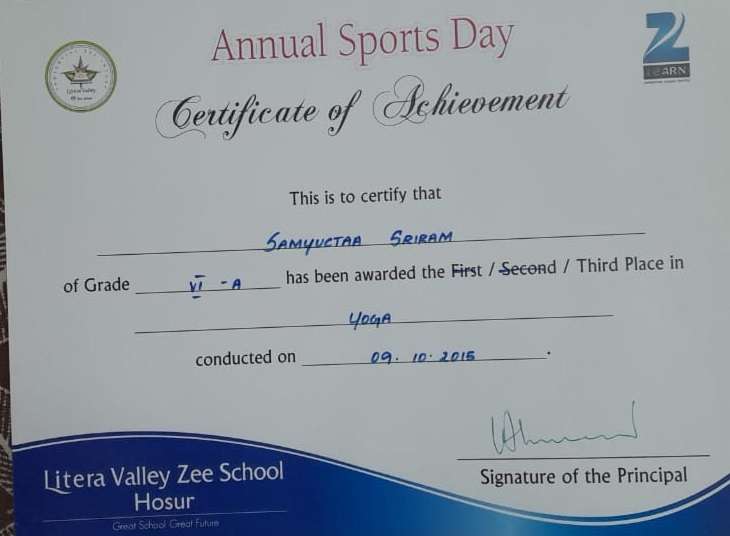 Annual Sports Day
Litera Valley
Z
LEARN
Certificate of Achievement
This is to certify that
SAMYUCTAA SRIRAM
of Grade VI - A has been awarded the First / Second / Third Place in
YOGA
conducted on 09. 10. 2015 .
Signature of the Principal
Litera Valley Zee School
Hosur
Great School Great Future